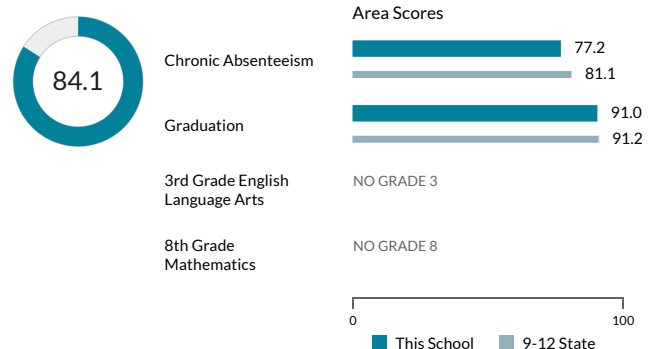 Area Scores
84.1
Chronic Absenteeism
77.2
81.1
Graduation
91.0
91.2
3rd Grade English
Language Arts
NO GRADE 3
8th Grade
Mathematics
NO GRADE 8
0
100
This School
9-12 State